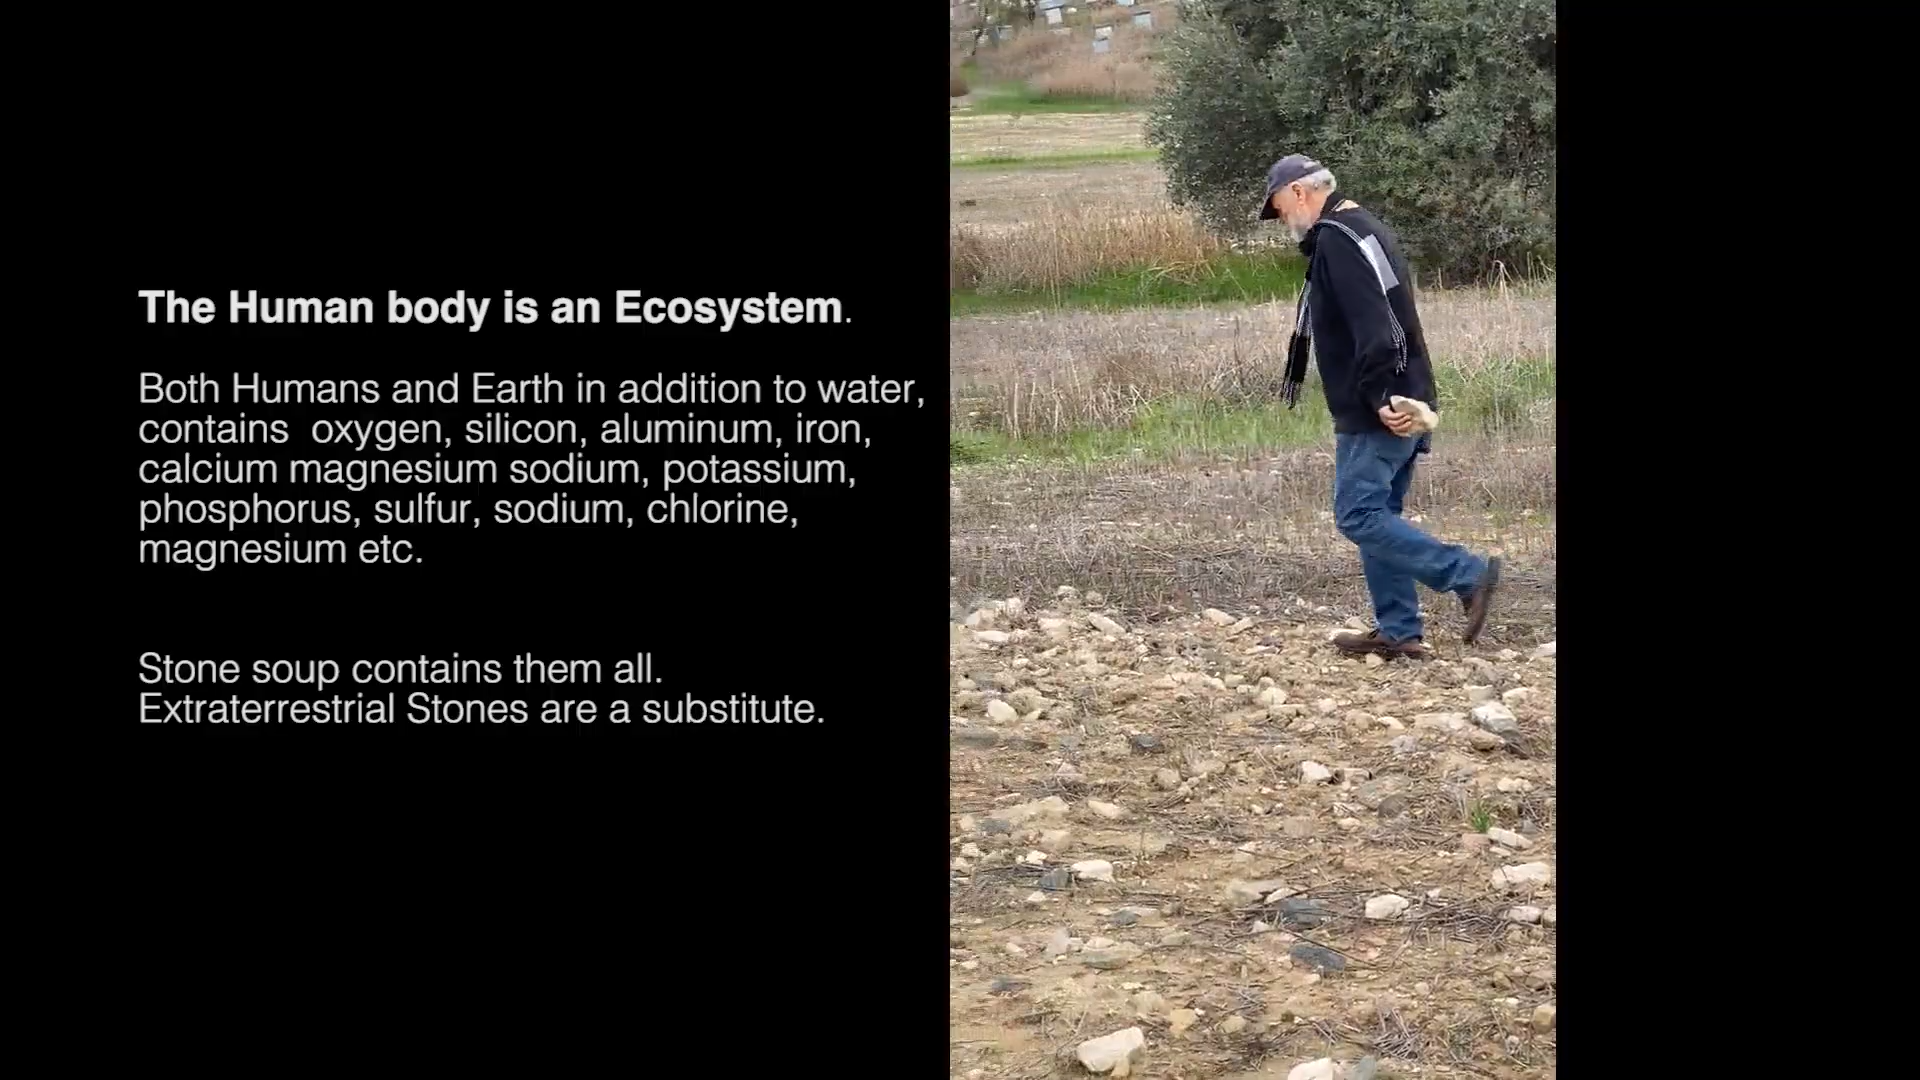 The Human body is an Ecosystem.
Both Humans and Earth in addition to water,
contains  oxygen, silicon, aluminum, iron,
calcium magnesium sodium, potassium,
phosphorus, sulfur, sodium, chlorine,
magnesium etc.
Stone soup contains them all.
Extraterrestrial Stones are a substitute.